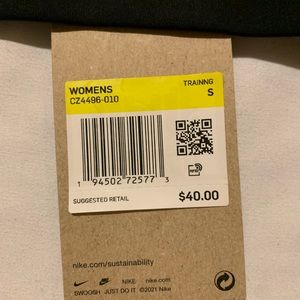 WOMENS
CZ4496-010
TRAINNG
S
1 94502 72577 3
SUGGESTED RETAIL
$40.00
nike.com/sustainability
NIKE
nike.com
SWOOSH JUST DO IT ©2021 Nike